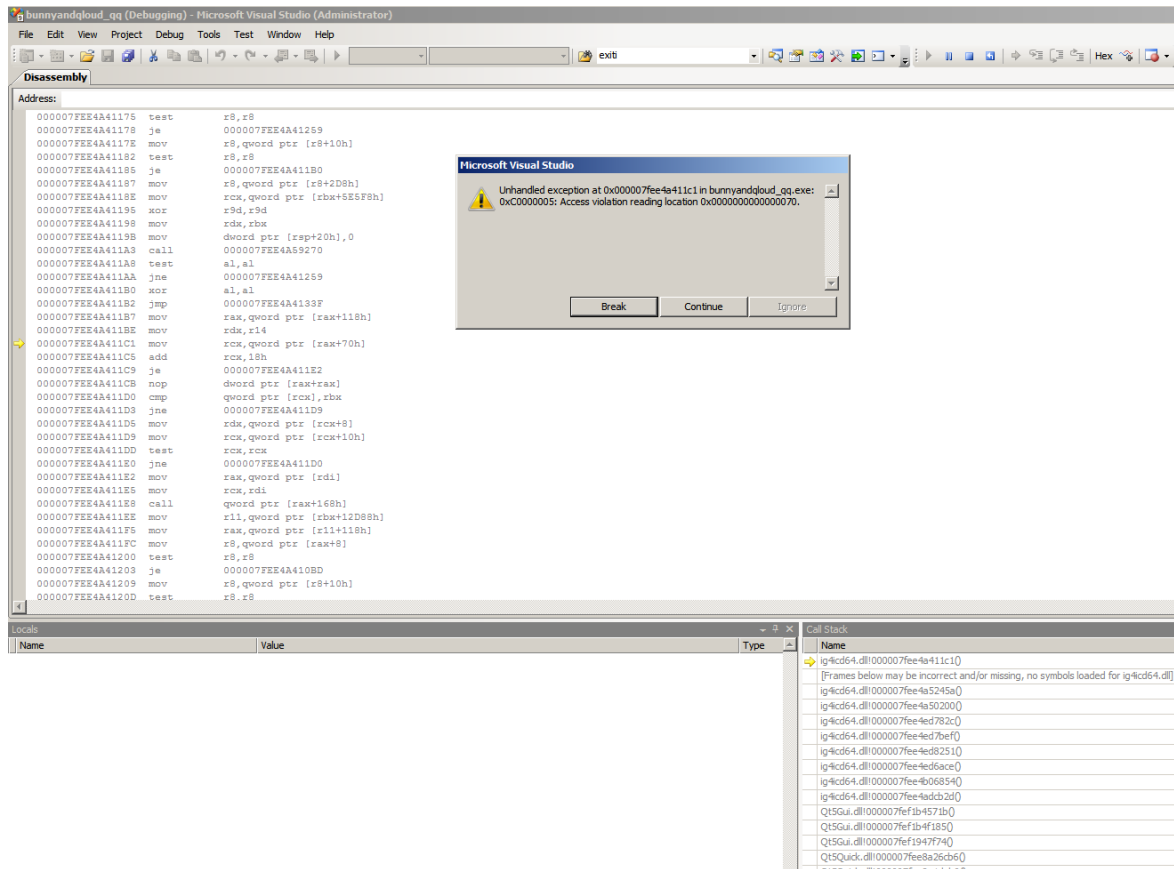 bunnyandqloud_qq (Debugging) - Microsoft Visual Studio (Administrator)
File Edit View Project Debug Tools Test Window Help
exiti
Hex
Disassembly
Address:
000007FEE4A41175 test r8,r8
000007FEE4A41178 je 000007FEE4A41259
000007FEE4A4117E mov r8,qword ptr [r8+10h]
000007FEE4A41182 test r8,r8
000007FEE4A41185 je 000007FEE4A411B0
000007FEE4A41187 mov r8,qword ptr [r8+2D8h]
000007FEE4A4118E mov rcx,qword ptr [rbx+5E5F8h]
000007FEE4A41195 xor r9d,r9d
000007FEE4A41198 mov rdx,rbx
000007FEE4A4119B mov dword ptr [rsp+20h],0
000007FEE4A411A3 call 000007FEE4A59270
000007FEE4A411A8 test al,al
000007FEE4A411AA jne 000007FEE4A41259
000007FEE4A411B0 xor al,al
000007FEE4A411B2 jmp 000007FEE4A4133F
000007FEE4A411B7 mov rax,qword ptr [rax+118h]
000007FEE4A411BE mov rdx,r14
000007FEE4A411C1 mov rcx,qword ptr [rax+70h]
000007FEE4A411C5 add rcx,18h
000007FEE4A411C9 je 000007FEE4A411E2
000007FEE4A411CB nop dword ptr [rax+rax]
000007FEE4A411D0 cmp qword ptr [rcx],rbx
000007FEE4A411D3 jne 000007FEE4A411D9
000007FEE4A411D5 mov rdx,qword ptr [rcx+8]
000007FEE4A411D9 mov rcx,qword ptr [rcx+10h]
000007FEE4A411DD test rcx,rcx
000007FEE4A411E0 jne 000007FEE4A411D0
000007FEE4A411E2 mov rax,qword ptr [rdi]
000007FEE4A411E5 mov rcx,rdi
000007FEE4A411E8 call qword ptr [rax+168h]
000007FEE4A411EE mov r11,qword ptr [rbx+12D88h]
000007FEE4A411F5 mov rax,qword ptr [r11+118h]
000007FEE4A411FC mov r8,qword ptr [rax+8]
000007FEE4A41200 test r8,r8
000007FEE4A41203 je 000007FEE4A410BD
000007FEE4A41209 mov r8,qword ptr [r8+10h]
000007FEE4A4120D test r8,r8
Microsoft Visual Studio
Unhandled exception at 0x000007fee4a411c1 in bunnyandqloud_qq.exe:
0xC0000005: Access violation reading location 0x0000000000000070.
Break Continue Ignore
Locals
Name Value Type
Call Stack
Name
ig4icd64.dll!000007fee4a411c1()
[Frames below may be incorrect and/or missing, no symbols loaded for ig4icd64.dll]
ig4icd64.dll!000007fee4a5245a()
ig4icd64.dll!000007fee4a50200()
ig4icd64.dll!000007fee4ed782c()
ig4icd64.dll!000007fee4ed7bef()
ig4icd64.dll!000007fee4ed8251()
ig4icd64.dll!000007fee4ed6ace()
ig4icd64.dll!000007fee4b06854()
ig4icd64.dll!000007fee4adcb2d()
Qt5Gui.dll!000007fef1b4571b()
Qt5Gui.dll!000007fef1b4f185()
Qt5Gui.dll!000007fef1947f74()
Qt5Quick.dll!000007fee8a26cb6()